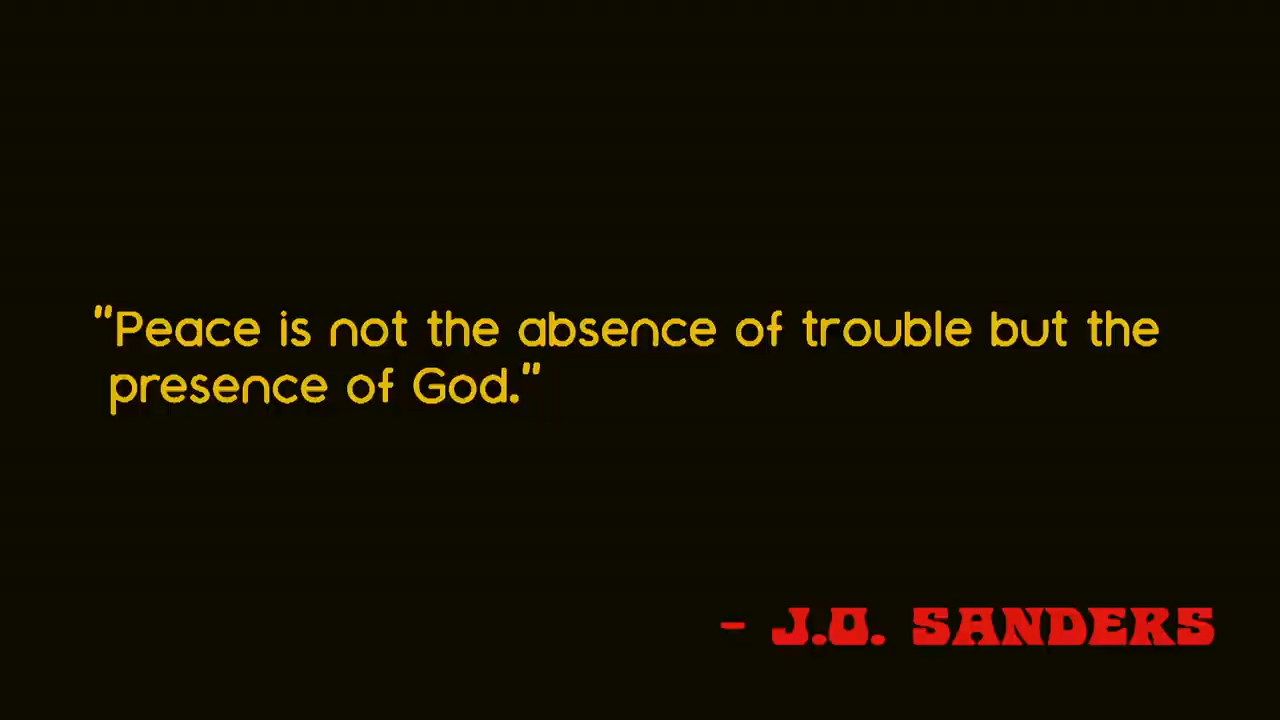 "Peace is not the absence of trouble but the
presence of God."
- J.O. SANDERS